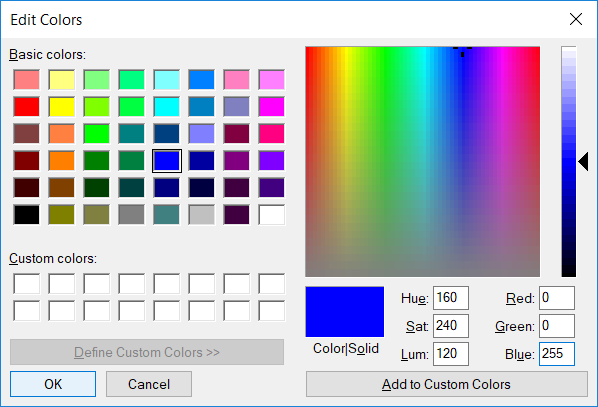 Edit Colors
Basic colors:
Custom colors:
Define Custom Colors >>
OK
Cancel
Hue: 160
Red: 0
Sat: 240
Green: 0
Color|Solid
Lum: 120
Blue: 255
Add to Custom Colors